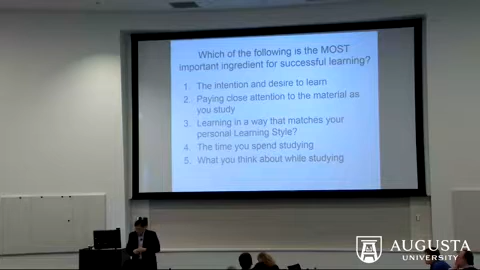 Which of the following is the MOST
important ingredient for successful learning?
1. The intention and desire to learn
2. Paying close attention to the material as
you study
3. Learning in a way that matches your
personal Learning Style?
4. The time you spend studying
5. What you think about while studying
AUGUSTA
UNIVERSITY